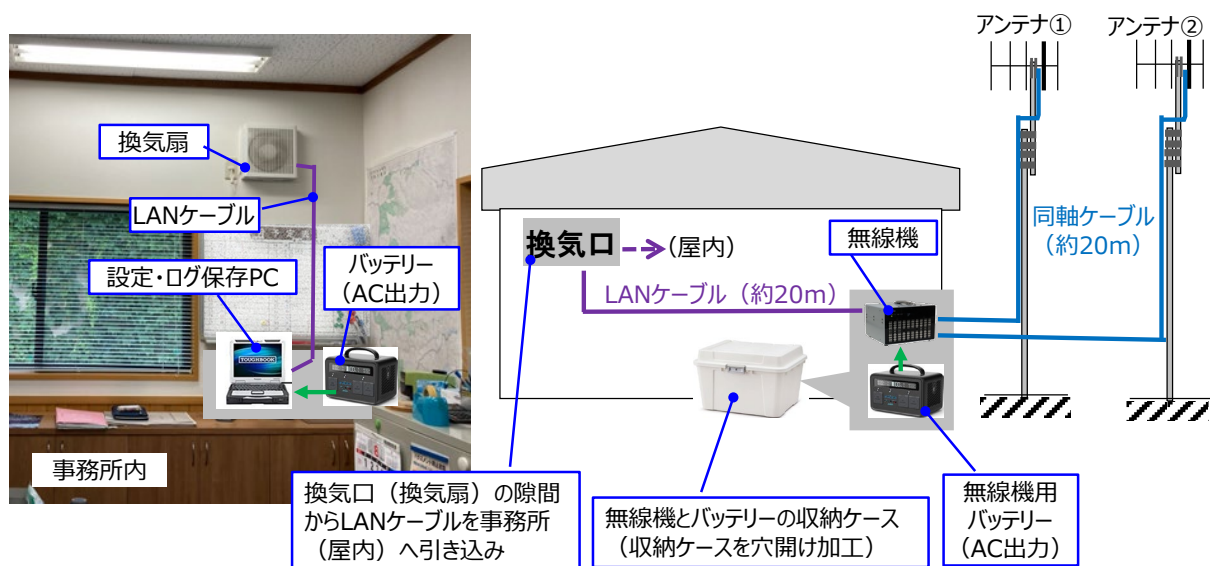 換気扇
LANケーブル
設定・ログ保存PC
バッテリー
（AC出力）
TOUGHBOOK
事務所内
アンテナ①
アンテナ②
同軸ケーブル
（約20m）
換気口
（屋内）
無線機
LANケーブル（約20m）
換気口（換気扇）の隙間
からLANケーブルを事務所
（屋内）へ引き込み
無線機とバッテリーの収納ケース
（収納ケースを穴開け加工）
無線機用
バッテリー
（AC出力）